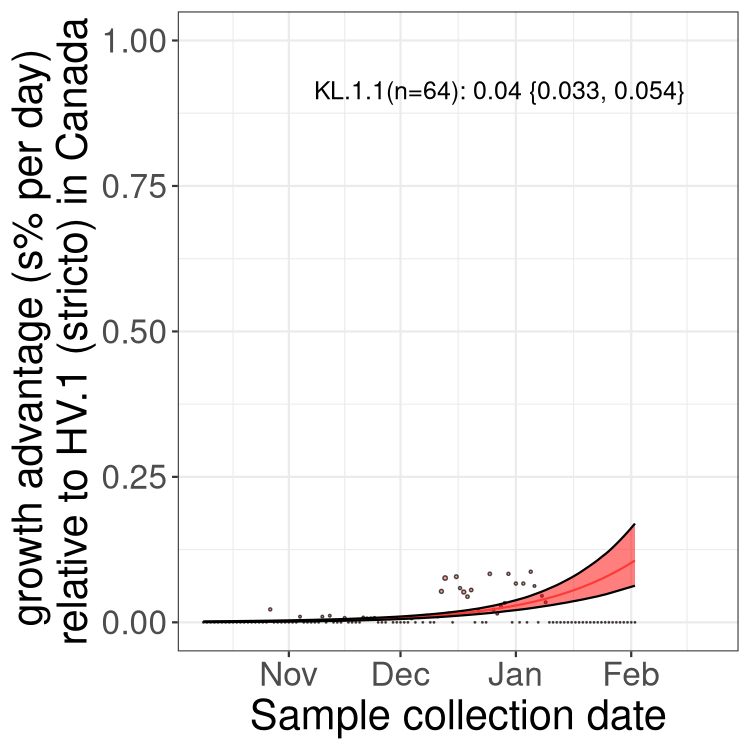 growth advantage (s% per day)
relative to HV.1 (stricto) in Canada
1.00
0.75
0.50
0.25
0.00
KL.1.1(n=64): 0.04 {0.033, 0.054}
Nov Dec Jan Feb
Sample collection date